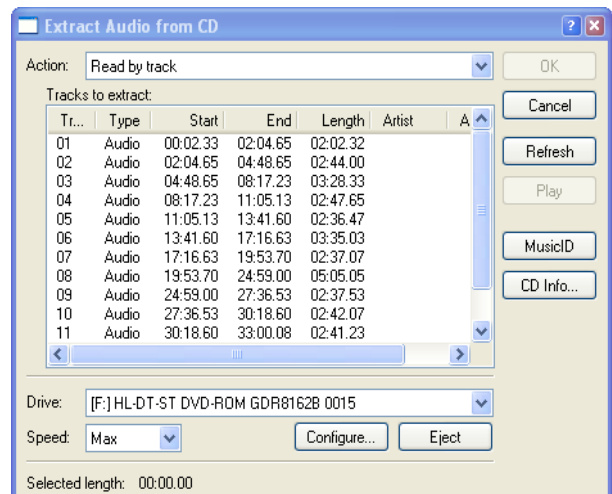 Extract Audio from CD
Action: Read by track OK
Tracks to extract: Cancel
Tr... Type Start End Length Artist A
01 Audio 00:02.33 02:04.65 02:02.32
02 Audio 02:04.65 04:48.65 02:44.00 Refresh
03 Audio 04:48.65 08:17.23 03:28.33
04 Audio 08:17.23 11:05.13 02:47.65 Play
05 Audio 11:05.13 13:41.60 02:36.47
06 Audio 13:41.60 17:16.63 03:35.03 MusicID
07 Audio 17:16.63 19:53.70 02:37.07
08 Audio 19:53.70 24:59.00 05:05.05 CD Info...
09 Audio 24:59.00 27:36.53 02:37.53
10 Audio 27:36.53 30:18.60 02:42.07
11 Audio 30:18.60 33:00.08 02:41.23
Drive: [F:] HL-DT-ST DVD-ROM GDR8162B 0015
Speed: Max Configure... Eject
Selected length: 00:00.00